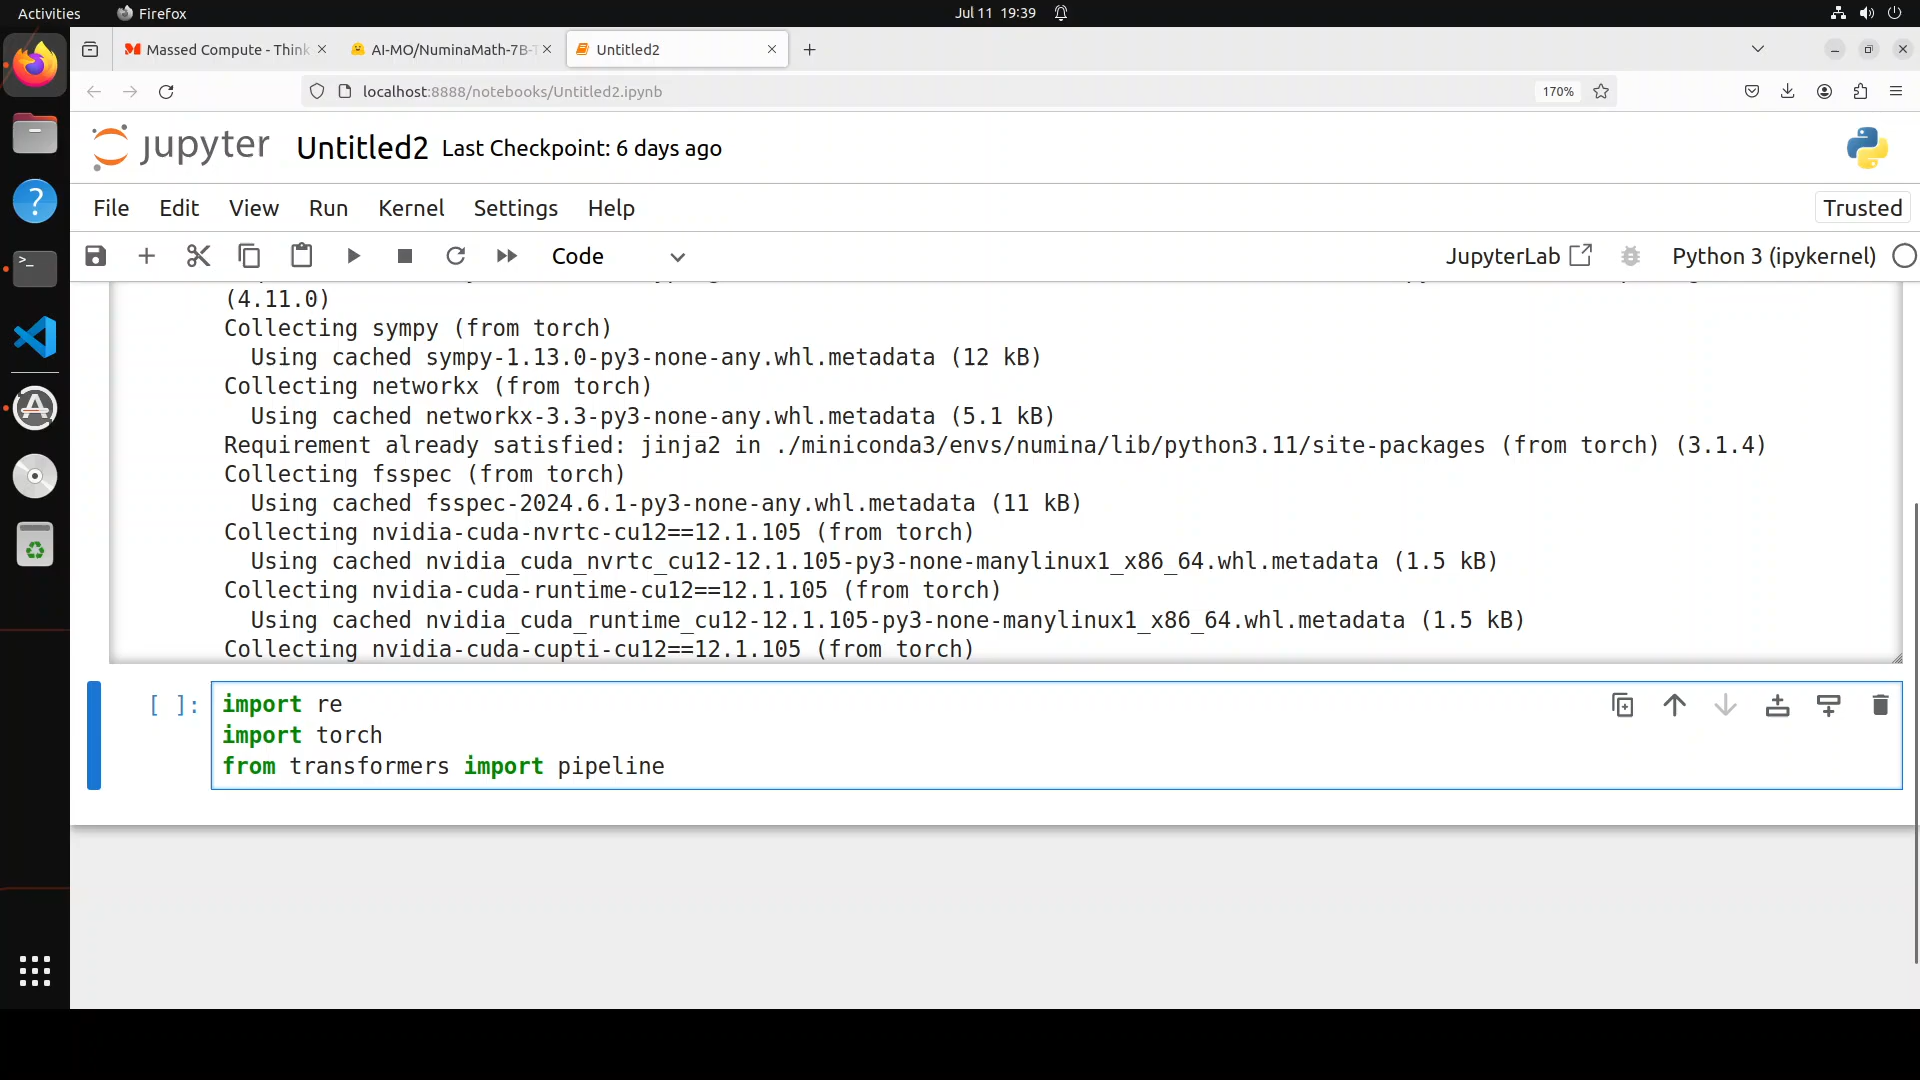 Activities
Firefox
Jul 11 19:39
Massed Compute - Think
AI-MO/NuminaMath-7B-T
Untitled2
localhost:8888/notebooks/Untitled2.ipynb
170%
jupyter
Untitled2
Last Checkpoint: 6 days ago
File Edit View Run Kernel Settings Help
Trusted
Code
JupyterLab
Python 3 (ipykernel)
(4.11.0)
Collecting sympy (from torch)
Using cached sympy-1.13.0-py3-none-any.whl.metadata (12 kB)
Collecting networkx (from torch)
Using cached networkx-3.3-py3-none-any.whl.metadata (5.1 kB)
Requirement already satisfied: jinja2 in ./miniconda3/envs/numina/lib/python3.11/site-packages (from torch) (3.1.4)
Collecting fsspec (from torch)
Using cached fsspec-2024.6.1-py3-none-any.whl.metadata (11 kB)
Collecting nvidia-cuda-nvrtc-cu12==12.1.105 (from torch)
Using cached nvidia_cuda_nvrtc_cu12-12.1.105-py3-none-manylinux1_x86_64.whl.metadata (1.5 kB)
Collecting nvidia-cuda-runtime-cu12==12.1.105 (from torch)
Using cached nvidia_cuda_runtime_cu12-12.1.105-py3-none-manylinux1_x86_64.whl.metadata (1.5 kB)
Collecting nvidia-cuda-cupti-cu12==12.1.105 (from torch)
[ ]:
import re
import torch
from transformers import pipeline